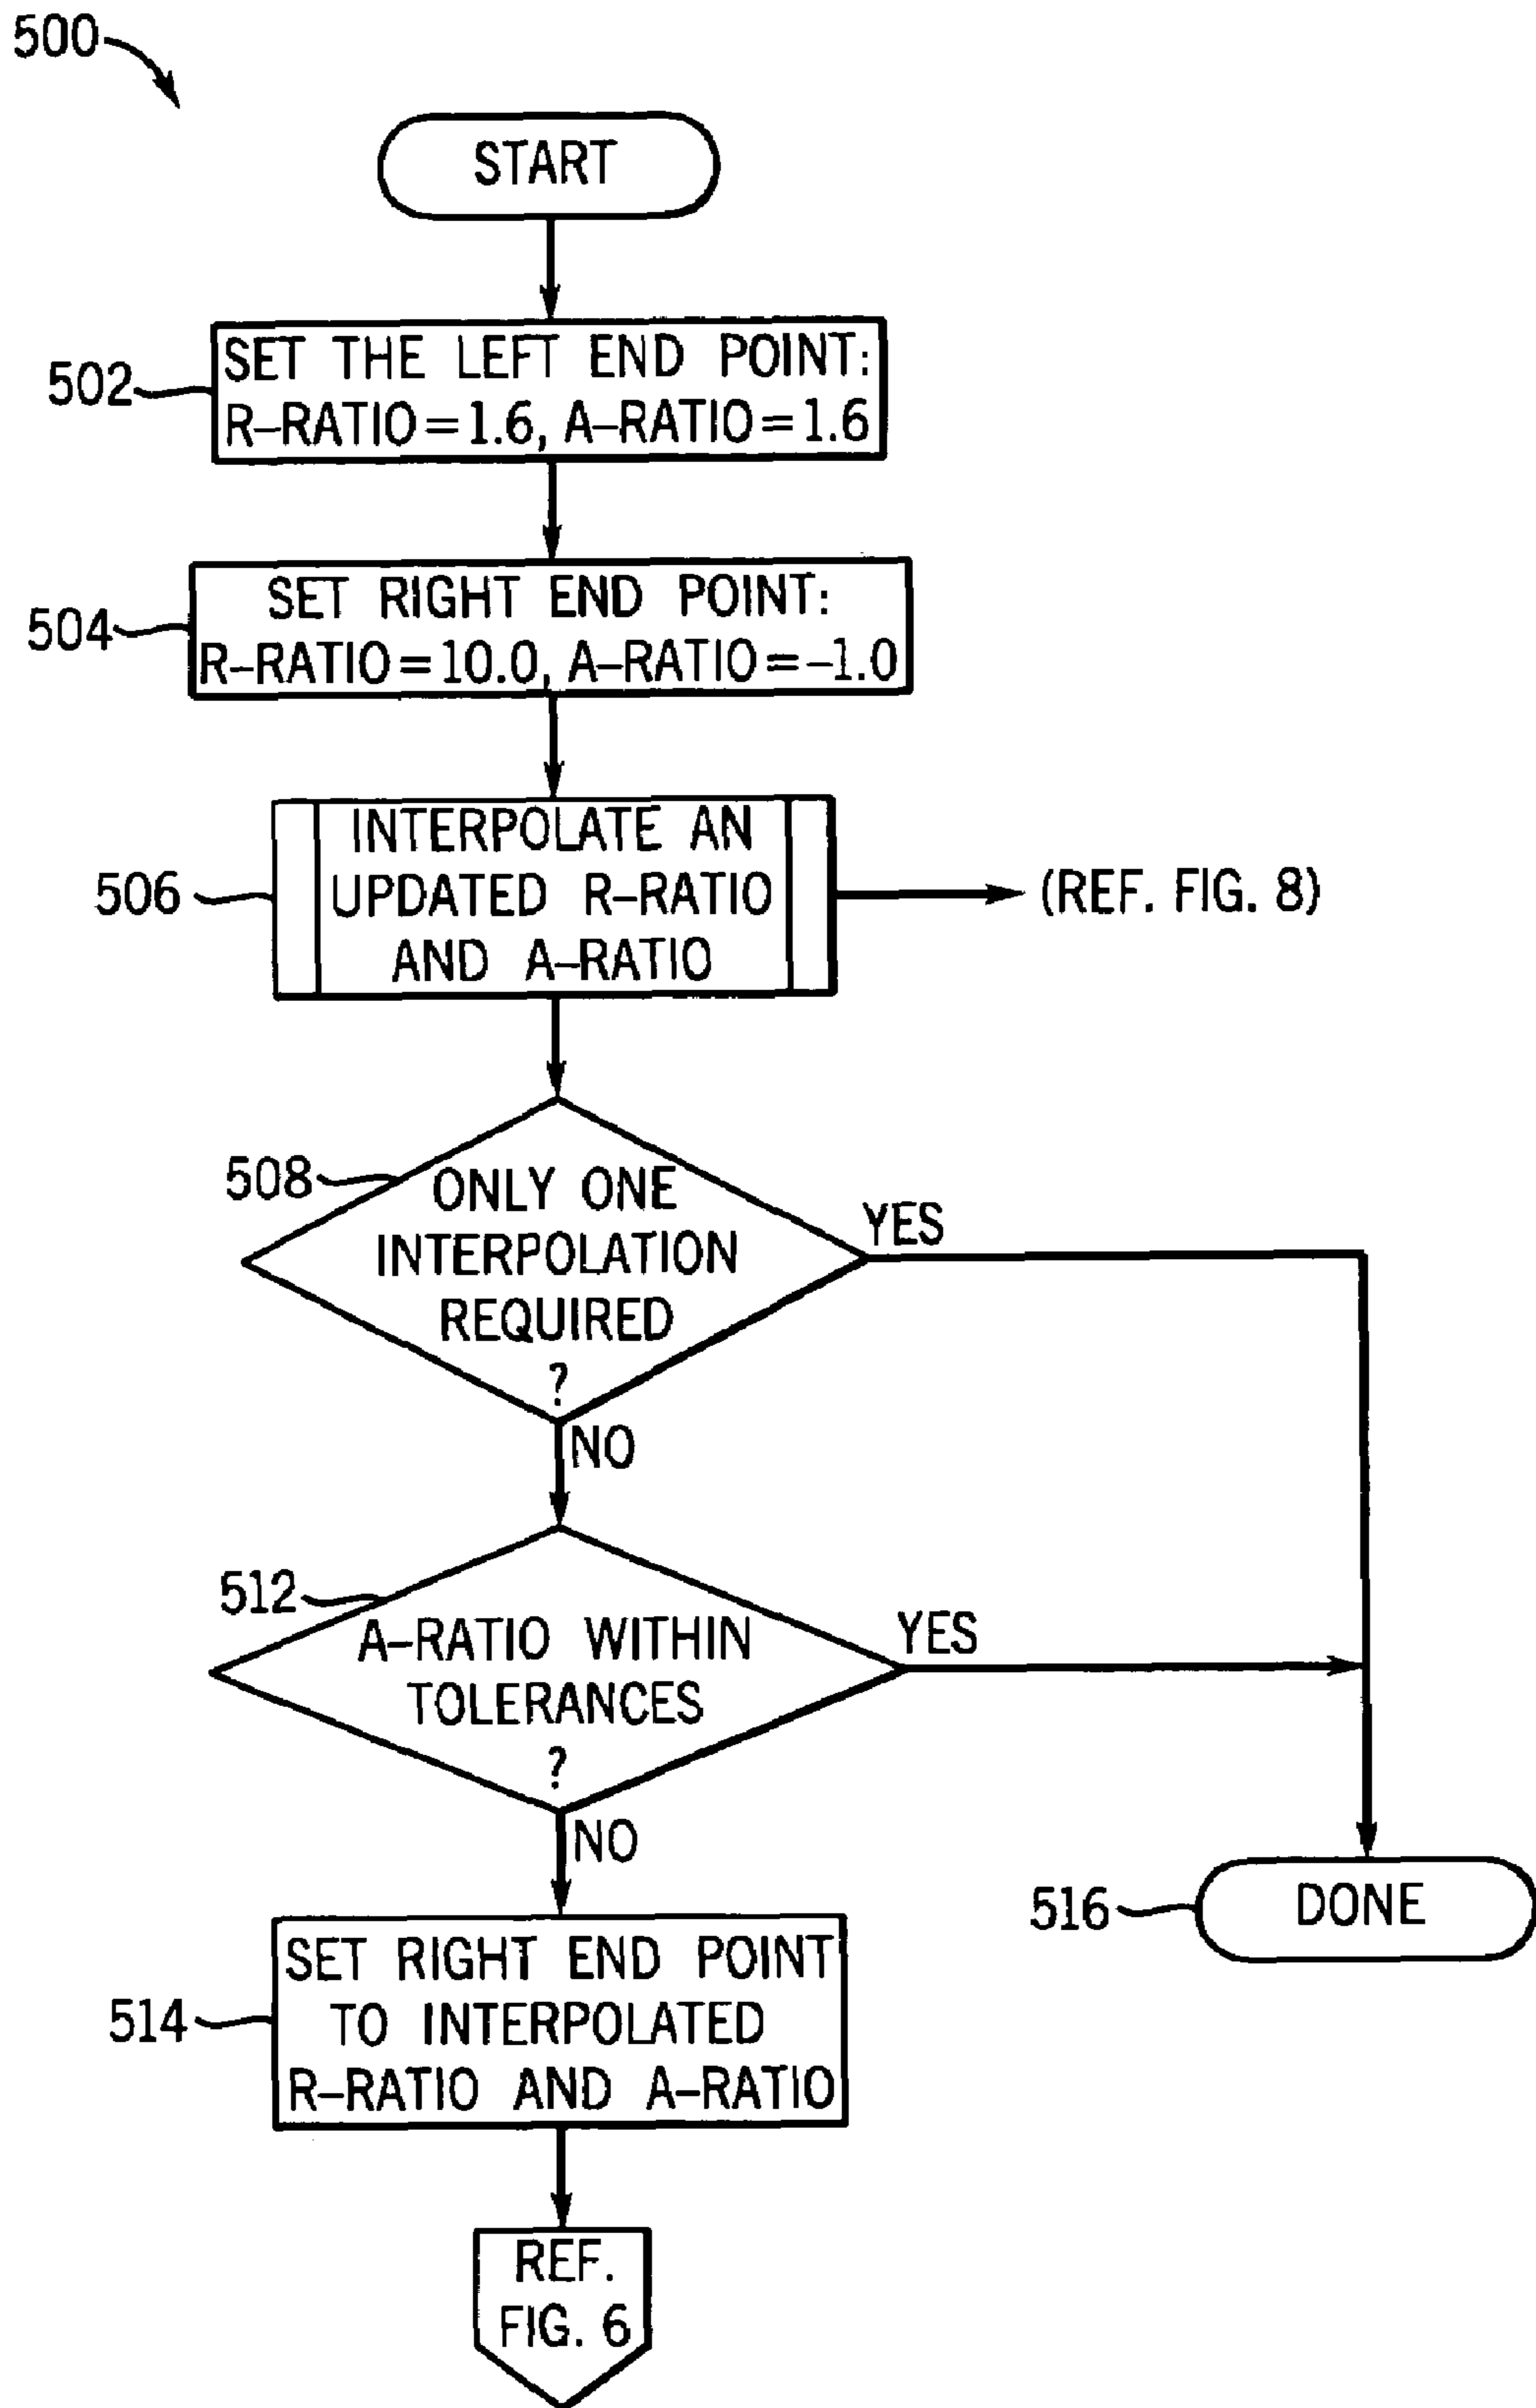 500
START
502
SET THE LEFT END POINT:
R-RATIO=1.6, A-RATIO=1.6
504
SET RIGHT END POINT:
R-RATIO=10.0, A-RATIO=-1.0
506
INTERPOLATE AN
UPDATED R-RATIO
AND A-RATIO
(REF. FIG. 8)
508
ONLY ONE
INTERPOLATION
REQUIRED
?
YES
NO
512
A-RATIO WITHIN
TOLERANCES
?
YES
NO
516
DONE
514
SET RIGHT END POINT
TO INTERPOLATED
R-RATIO AND A-RATIO
REF.
FIG. 6